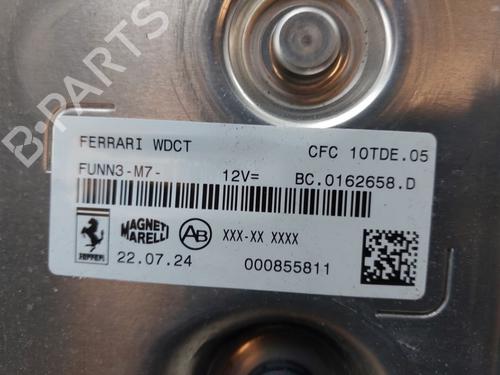 FERRARI WDCT
CFC 10TDE.05
FUNN3-M7-
12V=
BC.0162658.D
Ferrari
MAGNETI
MARELLI
AB
XXX-XX XXXX
22.07.24
000855811
B-PARTS